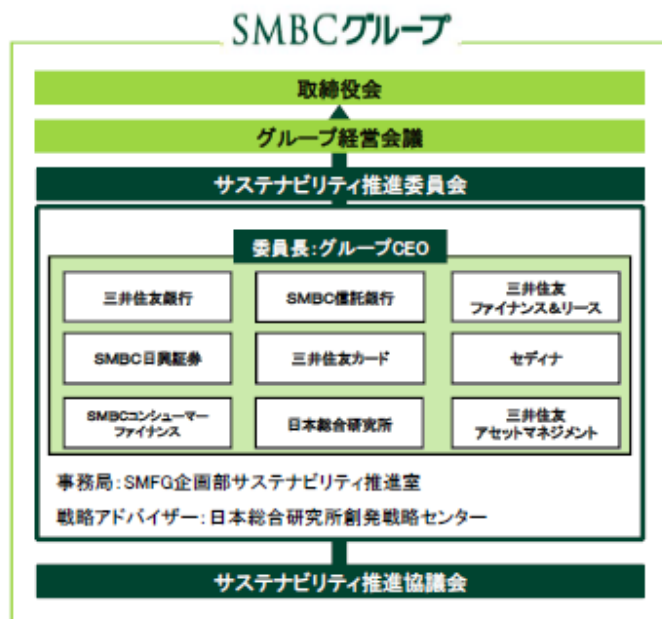 SMBCグループ
取締役会
グループ経営会議
サステナビリティ推進委員会
委員長:グループCEO
三井住友銀行
SMBC信託銀行
三井住友
ファイナンス&リース
SMBC日興証券
三井住友カード
セディナ
SMBCコンシューマー
ファイナンス
日本総合研究所
三井住友
アセットマネジメント
事務局:SMFG企画部サステナビリティ推進室
戦略アドバイザー:日本総合研究所創発戦略センター
サステナビリティ推進協議会